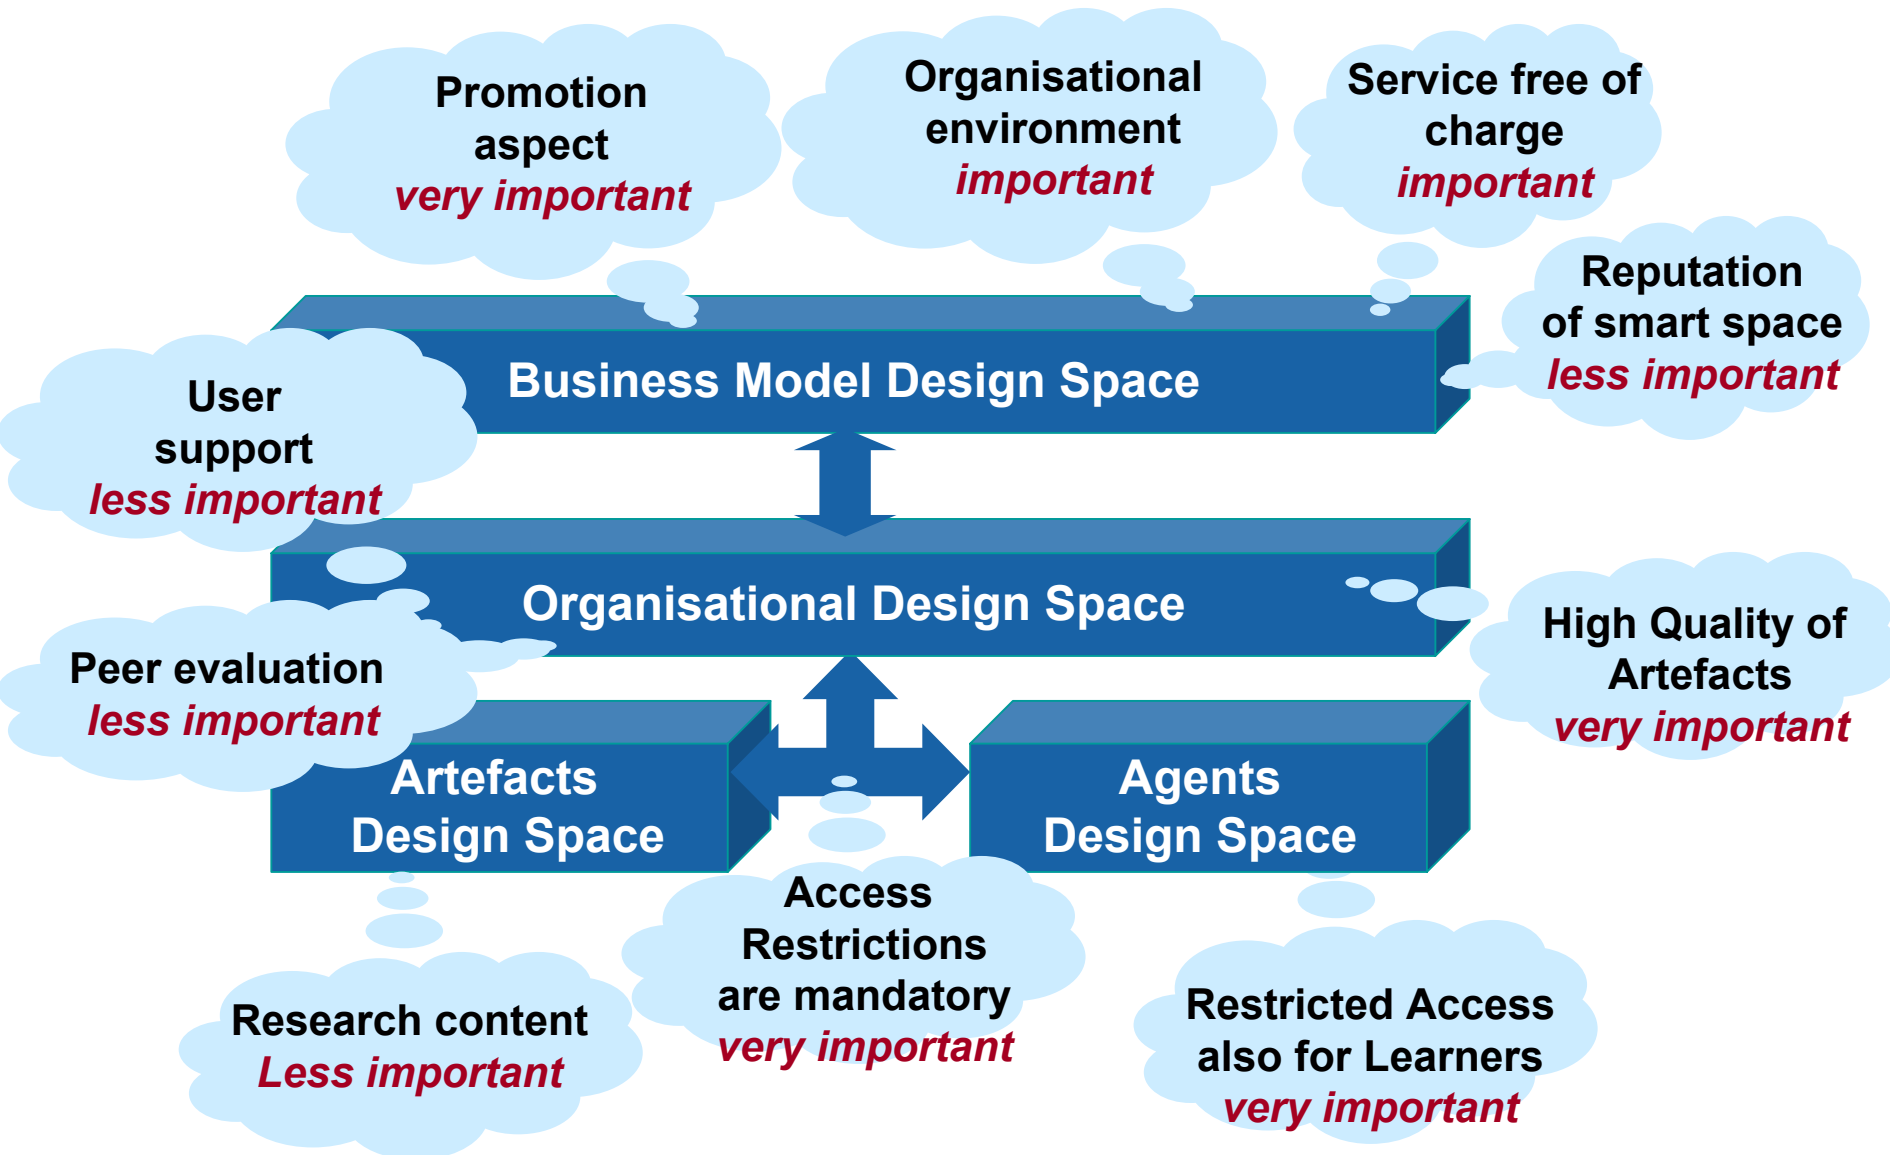 Promotion
aspect
very important
Organisational
environment
important
Service free of
charge
important
Reputation
of smart space
less important
Business Model Design Space
User
support
less important
Organisational Design Space
High Quality of
Artefacts
very important
Peer evaluation
less important
Artefacts
Design Space
Agents
Design Space
Access
Restrictions
are mandatory
very important
Research content
Less important
Restricted Access
also for Learners
very important